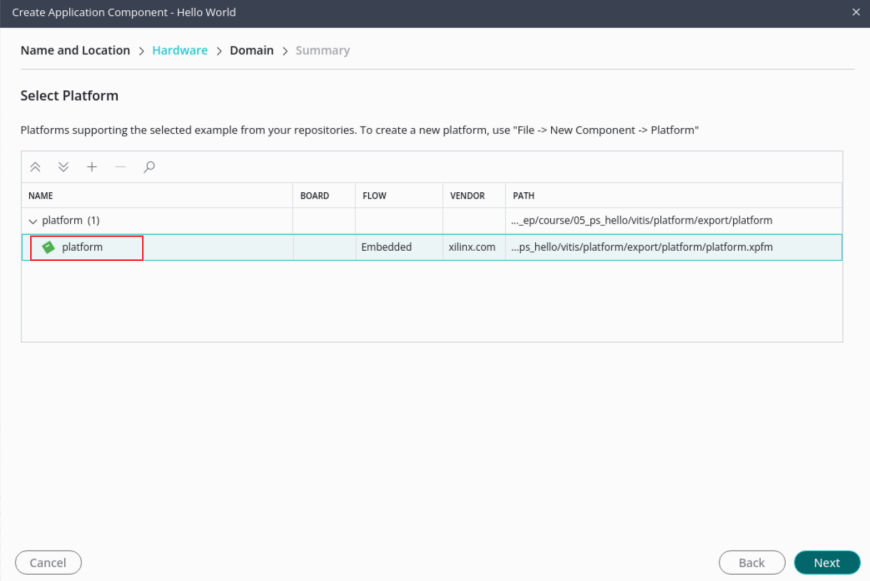 Create Application Component - Hello World
Name and Location > Hardware > Domain > Summary
Select Platform
Platforms supporting the selected example from your repositories. To create a new platform, use "File -> New Component -> Platform"
NAME BOARD FLOW VENDOR PATH
platform (1) ..._ep/course/05_ps_hello/vitis/platform/export/platform
platform Embedded xilinx.com ...ps_hello/vitis/platform/export/platform/platform.xpfm
Cancel Back Next